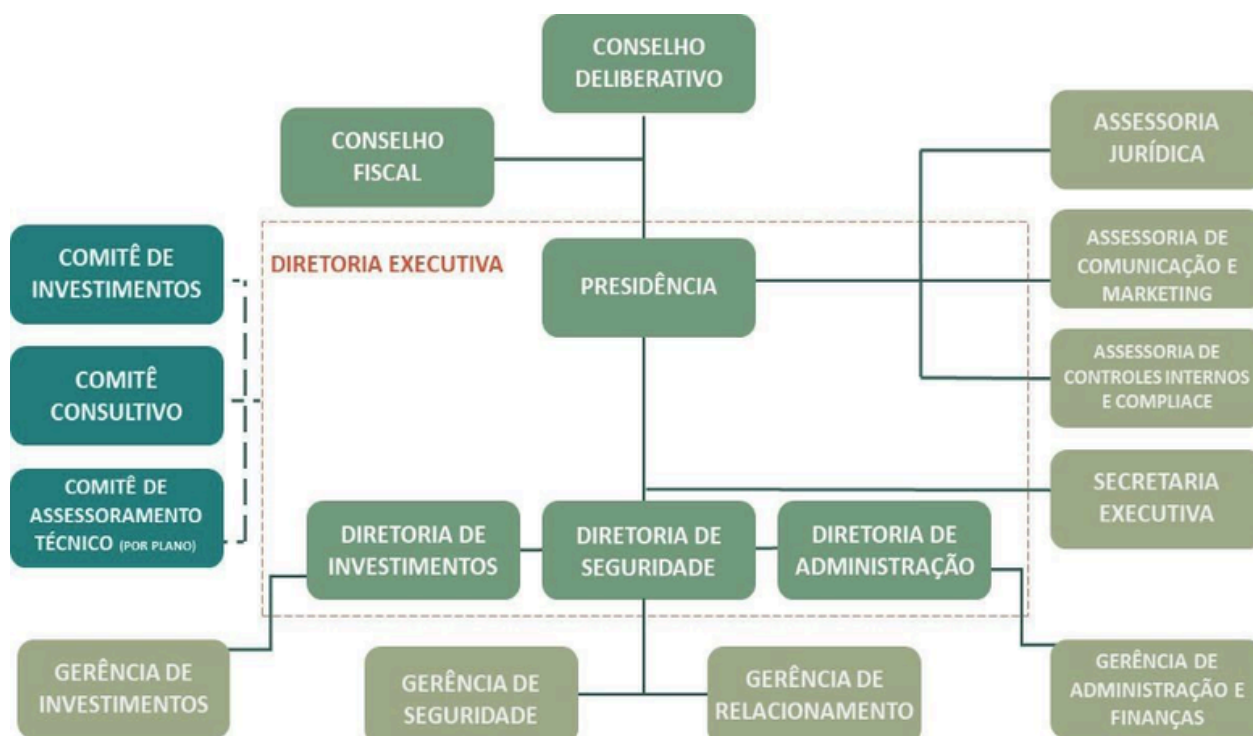 CONSELHO
DELIBERATIVO
CONSELHO
FISCAL
ASSESSORIA
JURÍDICA
COMITÊ DE
INVESTIMENTOS
DIRETORIA EXECUTIVA
PRESIDÊNCIA
ASSESSORIA DE
COMUNICAÇÃO E
MARKETING
COMITÊ
CONSULTIVO
ASSESSORIA DE
CONTROLES INTERNOS
E COMPLIACE
COMITÊ DE
ASSESSORAMENTO
TÉCNICO (POR PLANO)
SECRETARIA
EXECUTIVA
DIRETORIA DE
INVESTIMENTOS
DIRETORIA DE
SEGURIDADE
DIRETORIA DE
ADMINISTRAÇÃO
GERÊNCIA DE
INVESTIMENTOS
GERÊNCIA DE
SEGURIDADE
GERÊNCIA DE
RELACIONAMENTO
GERÊNCIA DE
ADMINISTRAÇÃO E
FINANÇAS